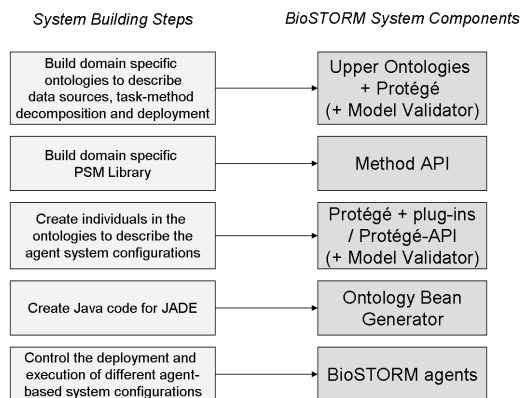 System Building Steps
BioSTORM System Components
Build domain specific
ontologies to describe
data sources, task-method
decomposition and deployment
Upper Ontologies
+ Protégé
(+ Model Validator)
Build domain specific
PSM Library
Method API
Create individuals in the
ontologies to describe the
agent system configurations
Protégé + plug-ins
/ Protégé-API
(+ Model Validator)
Create Java code for JADE
Ontology Bean
Generator
Control the deployment and
execution of different agent-
based system configurations
BioSTORM agents